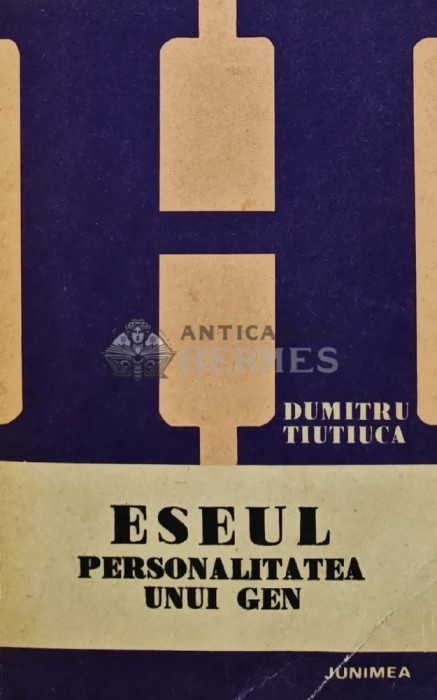 ANTICARIAT
HERMES
DUMITRU
TIUTIUCA
ESEUL
PERSONALITATEA
UNUI GEN
JUNIMEA